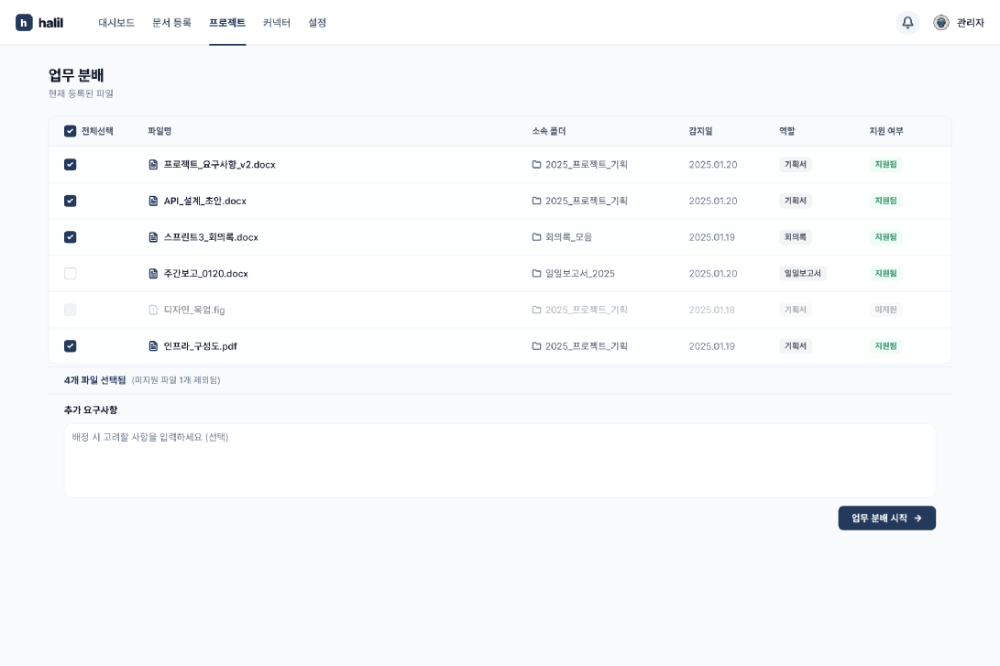 h halil 대시보드 문서 등록 프로젝트 커넥터 설정 관리자
업무 분배
현재 등록된 파일
전체선택 파일명 소속 폴더 감지일 역할 지원 여부
프로젝트_요구사항_v2.docx 2025_프로젝트_기획 2025.01.20 기획서 지원됨
API_설계_초안.docx 2025_프로젝트_기획 2025.01.20 기획서 지원됨
스프린트3_회의록.docx 회의록_모음 2025.01.19 회의록 지원됨
주간보고_0120.docx 일일보고서_2025 2025.01.20 일일보고서 지원됨
디자인_목업.fig 2025_프로젝트_기획 2025.01.18 기획서 미지원
인프라_구성도.pdf 2025_프로젝트_기획 2025.01.19 기획서 지원됨
4개 파일 선택됨 (미지원 파일 1개 제외됨)
추가 요구사항
배정 시 고려할 사항을 입력하세요 (선택)
업무 분배 시작 →